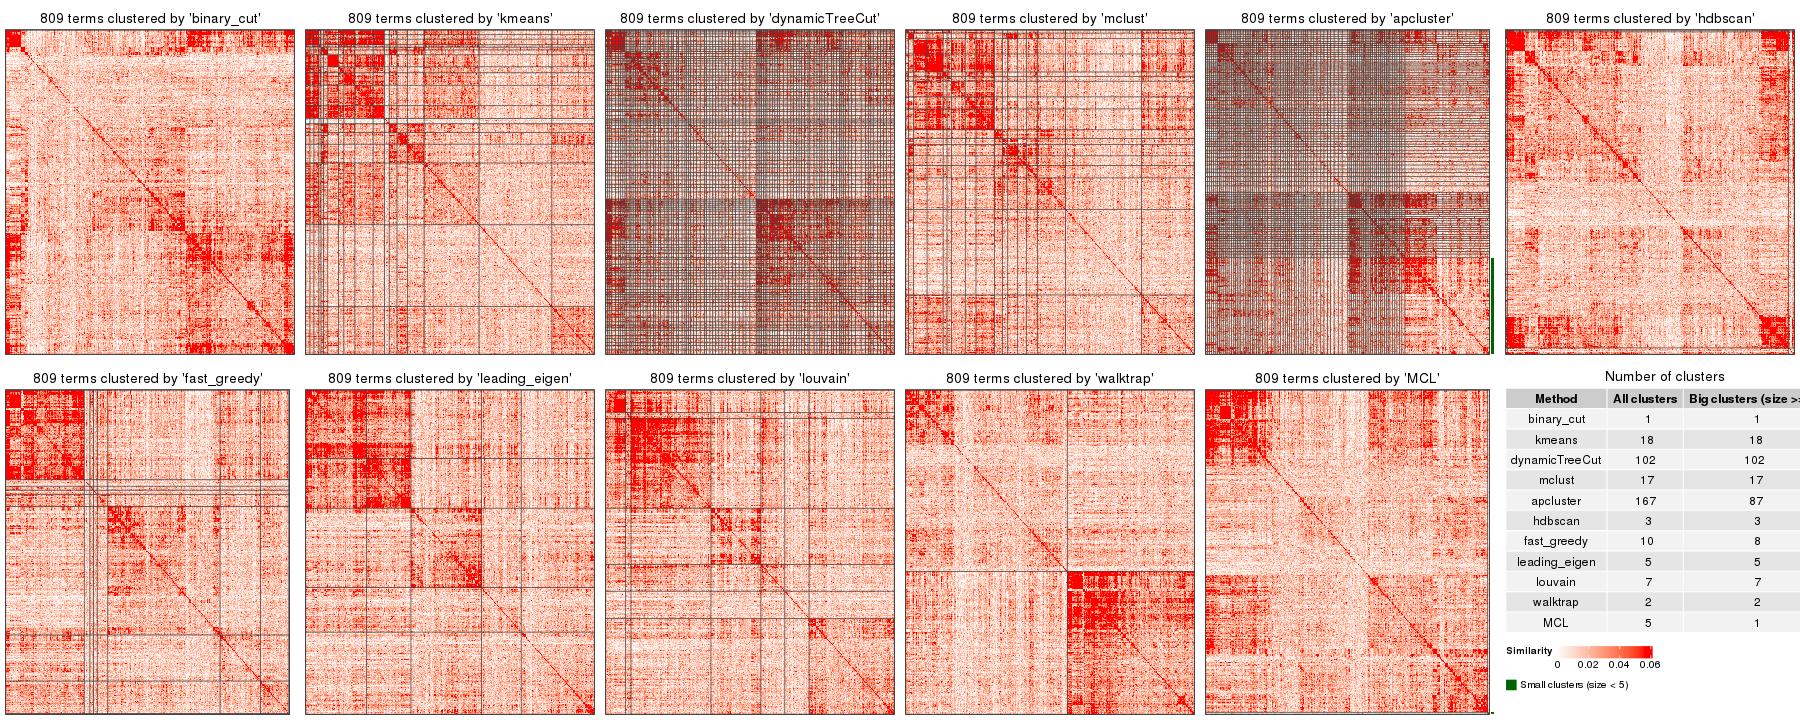 809 terms clustered by 'binary_cut'
809 terms clustered by 'kmeans'
809 terms clustered by 'dynamicTreeCut'
809 terms clustered by 'mclust'
809 terms clustered by 'apcluster'
809 terms clustered by 'hdbscan'
809 terms clustered by 'fast_greedy'
809 terms clustered by 'leading_eigen'
809 terms clustered by 'louvain'
809 terms clustered by 'walktrap'
809 terms clustered by 'MCL'
Number of clusters
Method All clusters Big clusters (size >=
binary_cut 1 1
kmeans 18 18
dynamicTreeCut 102 102
mclust 17 17
apcluster 167 87
hdbscan 3 3
fast_greedy 10 8
leading_eigen 5 5
louvain 7 7
walktrap 2 2
MCL 5 1
Similarity
0 0.02 0.04 0.06
Small clusters (size < 5)